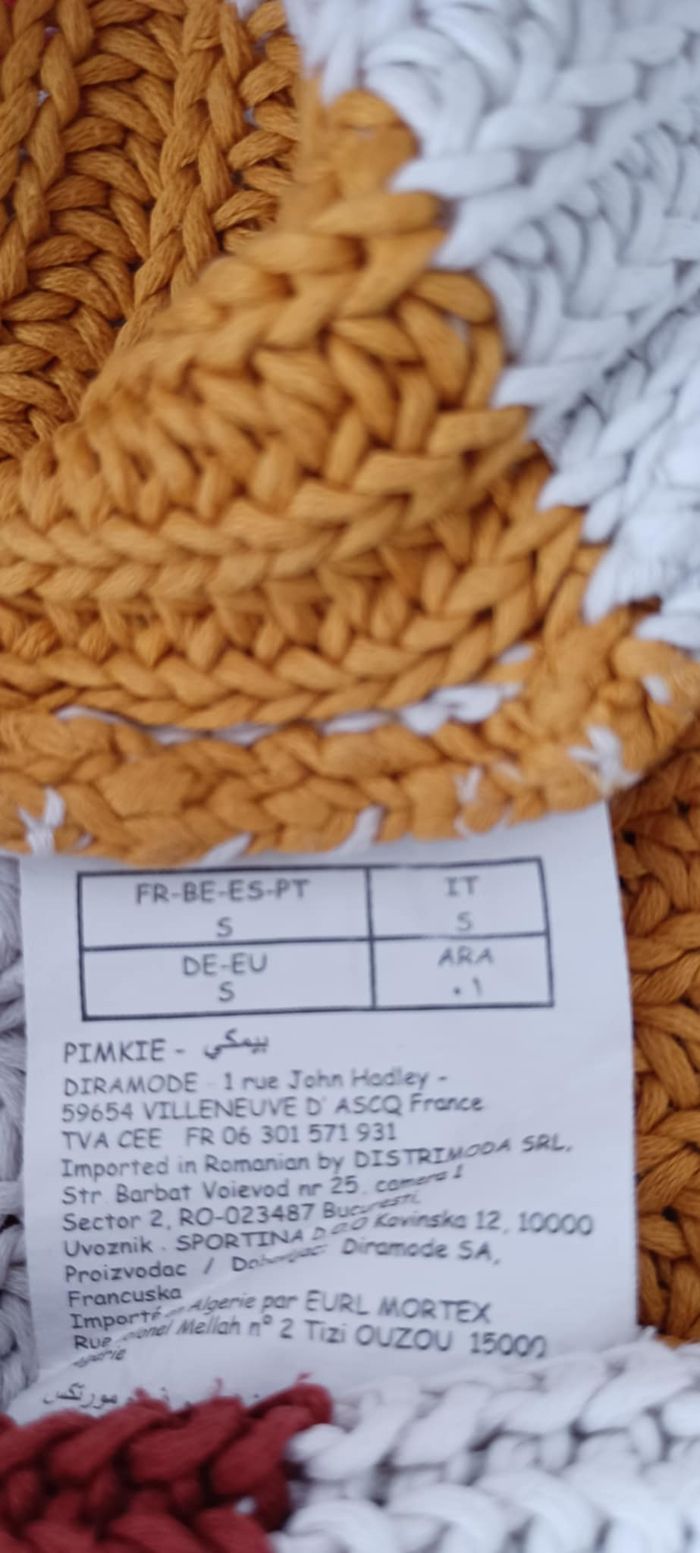 FR-BE-ES-PT IT
S S
DE-EU ARA
S ٠١
PIMKIE - بيمكي
DIRAMODE - 1 rue John Hadley -
59654 VILLENEUVE D' ASCQ France
TVA CEE FR 06 301 571 931
Imported in Romanian by DISTRIMODA SRL,
Str. Barbat Voievod nr 25, camera 1
Sector 2, RO-023487 Bucuresti,
Uvoznik : SPORTINA D.O.O Kavinska 12, 10000
Proizvodac / Diramode SA,
Francuska
Importé en Algerie par EURL MORTEX
Rue Mellah n° 2 Tizi OUZOU 15000
مورتكس